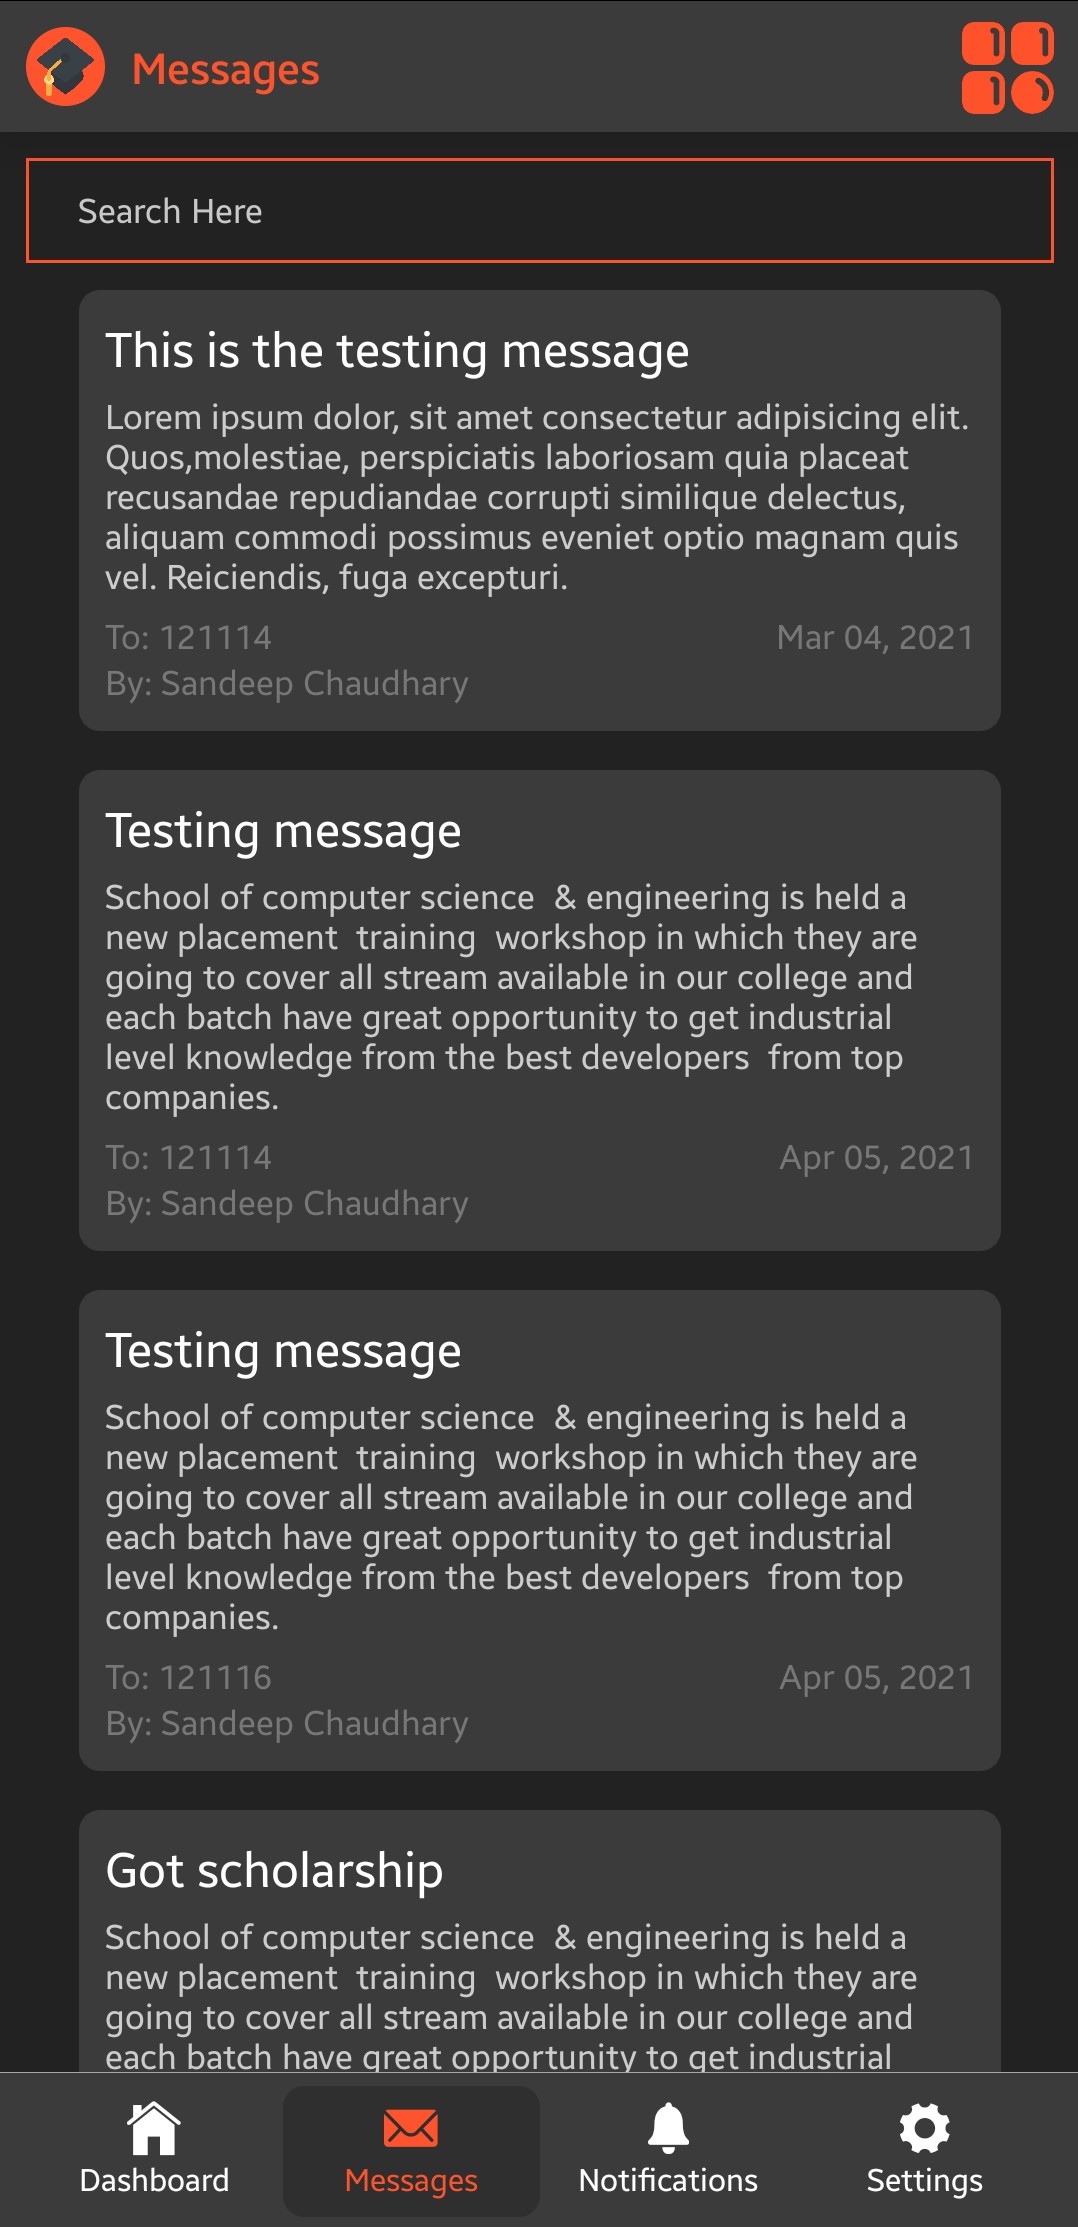 Messages
Search Here
This is the testing message
Lorem ipsum dolor, sit amet consectetur adipisicing elit.
Quos,molestiae, perspiciatis laboriosam quia placeat
recusandae repudiandae corrupti similique delectus,
aliquam commodi possimus eveniet optio magnam quis
vel. Reiciendis, fuga excepturi.
To: 121114 Mar 04, 2021
By: Sandeep Chaudhary
Testing message
School of computer science  & engineering is held a
new placement  training  workshop in which they are
going to cover all stream available in our college and
each batch have great opportunity to get industrial
level knowledge from the best developers  from top
companies.
To: 121114 Apr 05, 2021
By: Sandeep Chaudhary
Testing message
School of computer science  & engineering is held a
new placement  training  workshop in which they are
going to cover all stream available in our college and
each batch have great opportunity to get industrial
level knowledge from the best developers  from top
companies.
To: 121116 Apr 05, 2021
By: Sandeep Chaudhary
Got scholarship
School of computer science  & engineering is held a
new placement  training  workshop in which they are
going to cover all stream available in our college and
each batch have great opportunity to get industrial
Dashboard Messages Notifications Settings